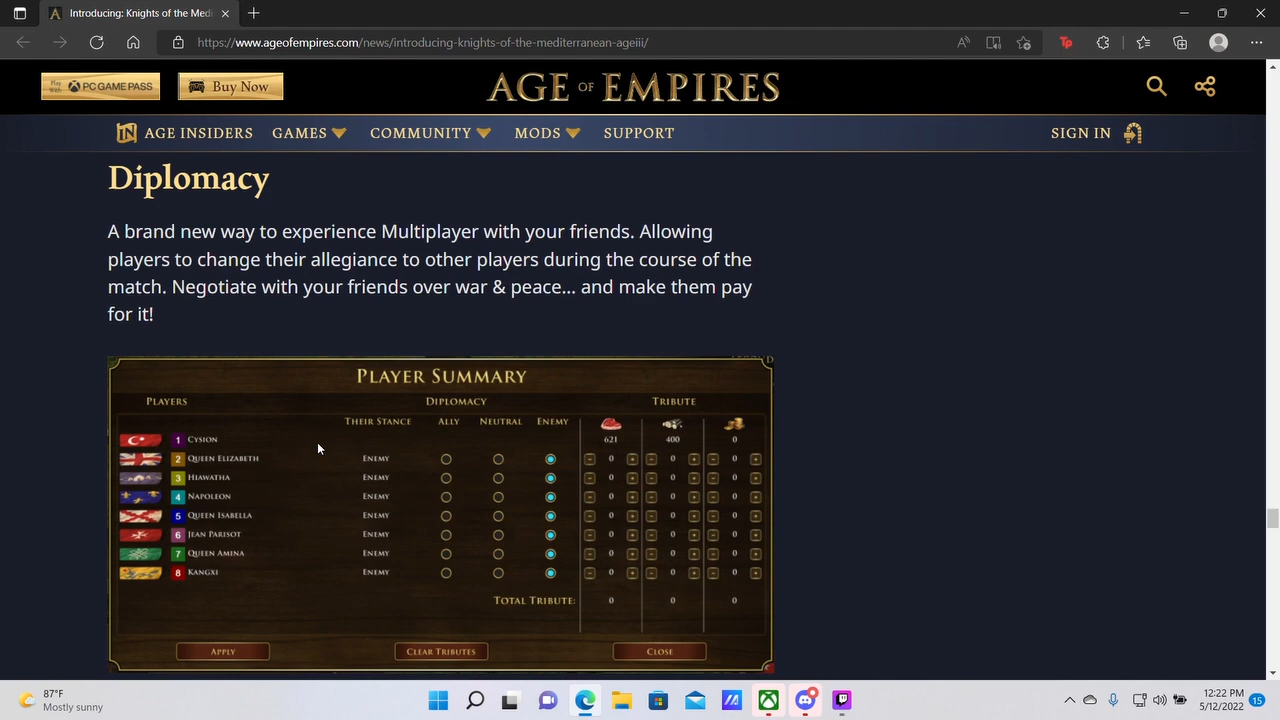 Introducing: Knights of the Medi
https://www.ageofempires.com/news/introducing-knights-of-the-mediterranean-ageiii/
PC GAME PASS
Buy Now
AGE OF EMPIRES
AGE INSIDERS GAMES COMMUNITY MODS SUPPORT SIGN IN
Diplomacy
A brand new way to experience Multiplayer with your friends. Allowing
players to change their allegiance to other players during the course of the
match. Negotiate with your friends over war & peace... and make them pay
for it!
PLAYER SUMMARY
PLAYERS DIPLOMACY TRIBUTE
THEIR STANCE ALLY NEUTRAL ENEMY
1 CYSION 621 400 0
2 QUEEN ELIZABETH ENEMY - 0 + - 0 + - 0 +
3 HIAWATHA ENEMY - 0 + - 0 + - 0 +
4 NAPOLEON ENEMY - 0 + - 0 + - 0 +
5 QUEEN ISABELLA ENEMY - 0 + - 0 + - 0 +
6 JEAN PARISOT ENEMY - 0 + - 0 + - 0 +
7 QUEEN AMINA ENEMY - 0 + - 0 + - 0 +
8 KANGXI ENEMY - 0 + - 0 + - 0 +
TOTAL TRIBUTE: 0 0 0
APPLY CLEAR TRIBUTES CLOSE
87°F
Mostly sunny
12:22 PM
5/12/2022
15